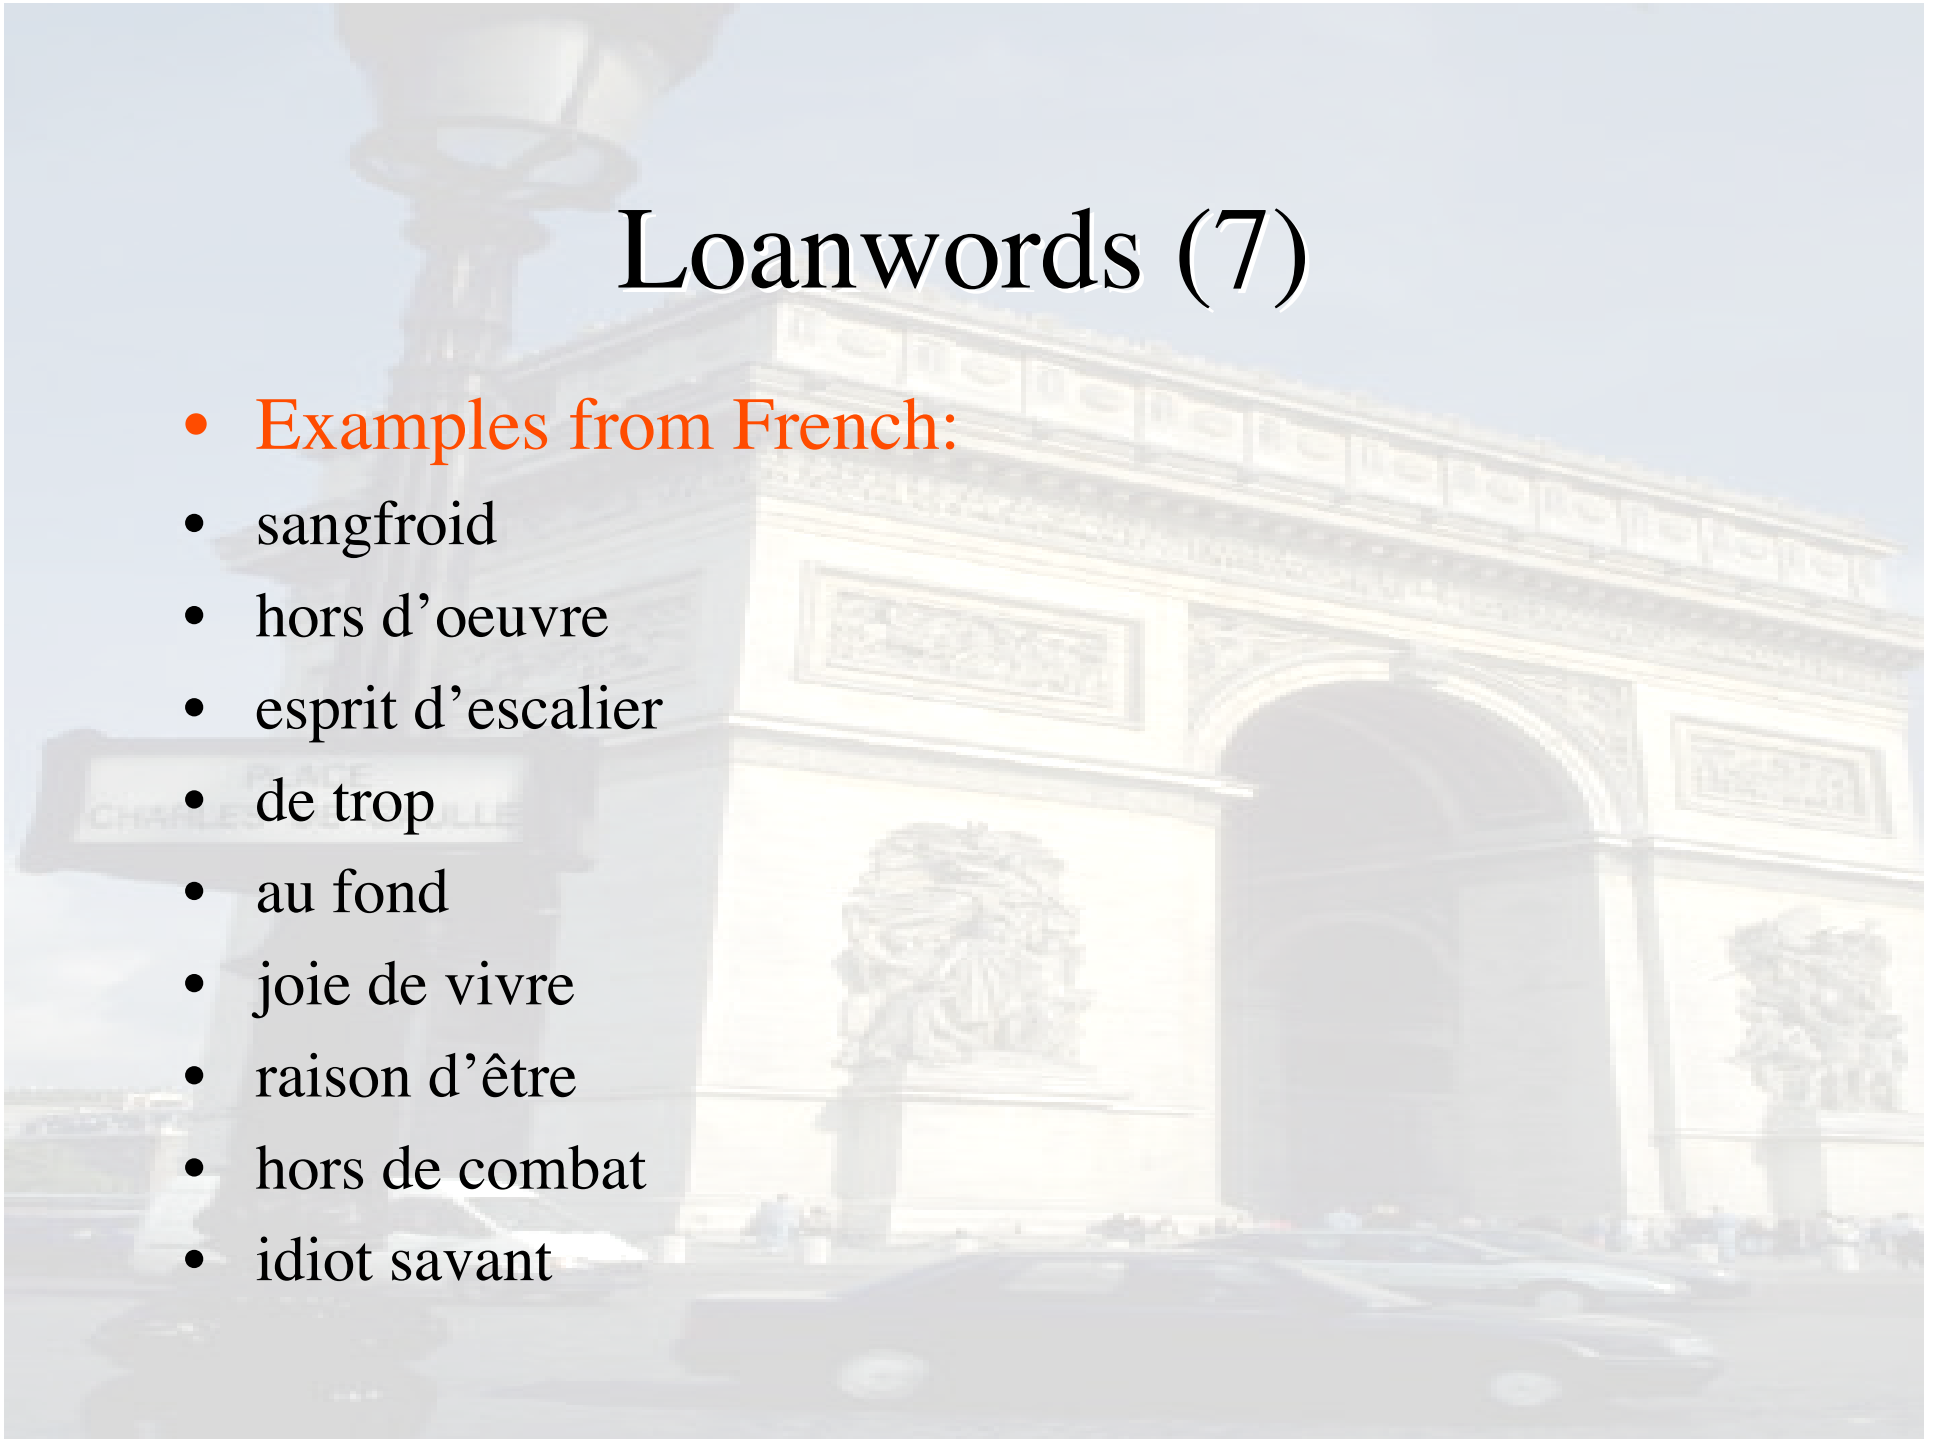 Loanwords (7)
• Examples from French:
• sangfroid
• hors d’oeuvre
• esprit d’escalier
• de trop
• au fond
• joie de vivre
• raison d’être
• hors de combat
• idiot savant
PLACE